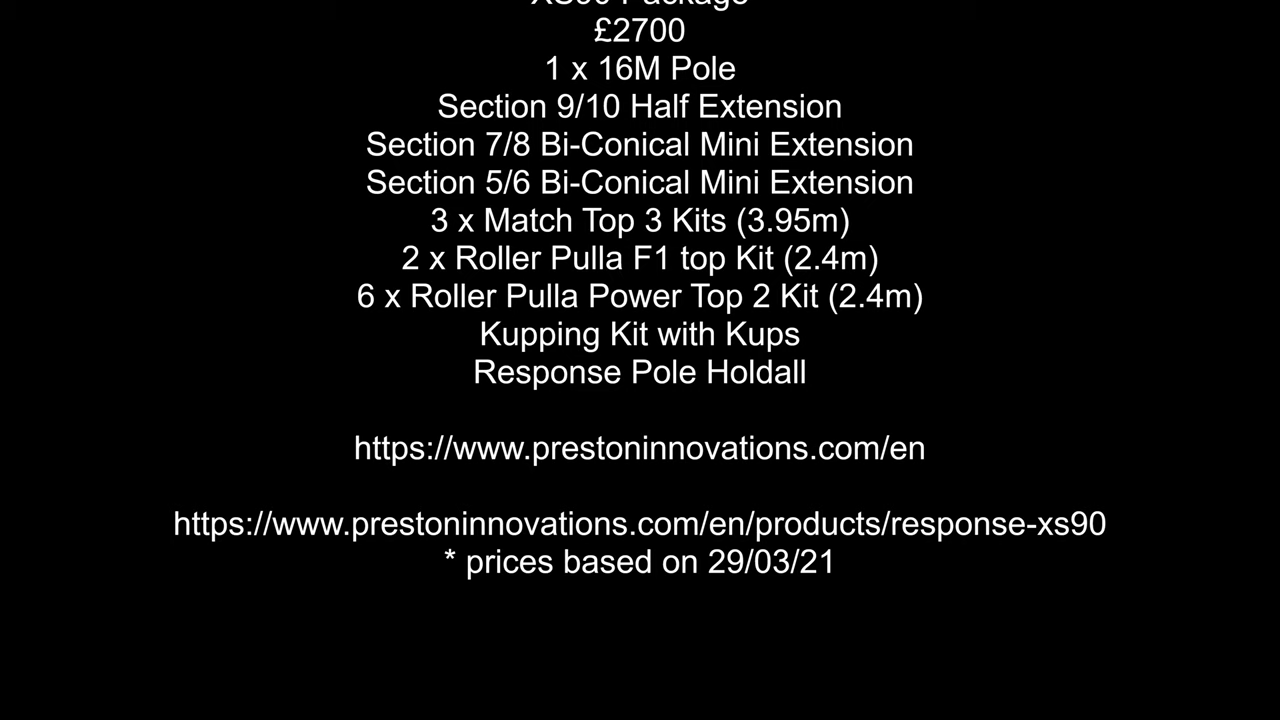 XS90 Package
£2700
1 x 16M Pole
Section 9/10 Half Extension
Section 7/8 Bi-Conical Mini Extension
Section 5/6 Bi-Conical Mini Extension
3 x Match Top 3 Kits (3.95m)
2 x Roller Pulla F1 top Kit (2.4m)
6 x Roller Pulla Power Top 2 Kit (2.4m)
Kupping Kit with Kups
Response Pole Holdall
https://www.prestoninnovations.com/en
https://www.prestoninnovations.com/en/products/response-xs90
* prices based on 29/03/21